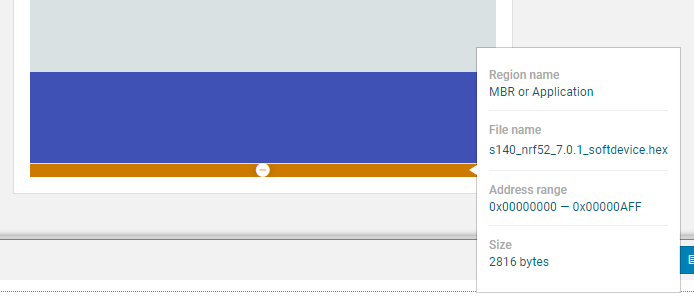 Region name
MBR or Application
File name
s140_nrf52_7.0.1_softdevice.hex
Address range
0x00000000 — 0x00000AFF
Size
2816 bytes